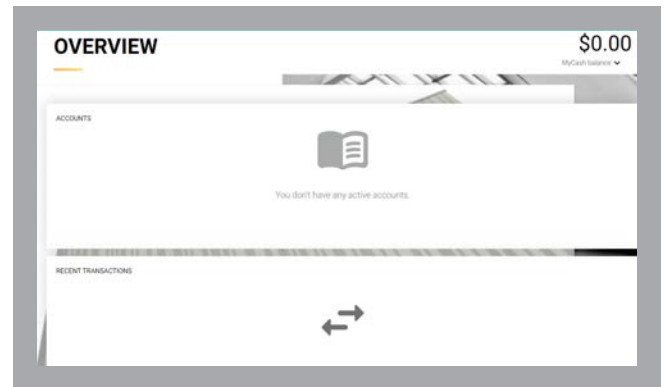 OVERVIEW
$0.00
MyCash balance
ACCOUNTS
You don't have any active accounts.
RECENT TRANSACTIONS